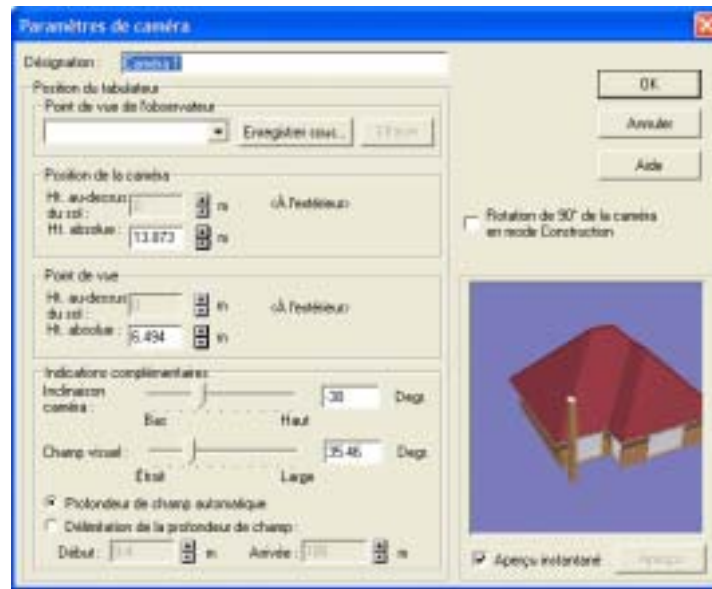 Paramètres de caméra
Désignation : Caméra 1
Position du tabulateur
Point de vue de l'observateur
Enregistrer sous...
OK
Annuler
Aide
Position de la caméra
Ht. au-dessus du sol : m <À l'extérieur>
Ht. absolue : 13.873 m
Rotation de 90° de la caméra
en mode Construction
Point de vue
Ht. au-dessus du sol : m <À l'extérieur>
Ht. absolue : 6.494 m
Indications complémentaires
Inclinaison caméra : Degr.
Bas Haut
Champ visuel : 35.46 Degr.
Étroit Large
Profondeur de champ automatique
Délimitation de la profondeur de champ :
Début : m Arrivée : m
Aperçu instantané